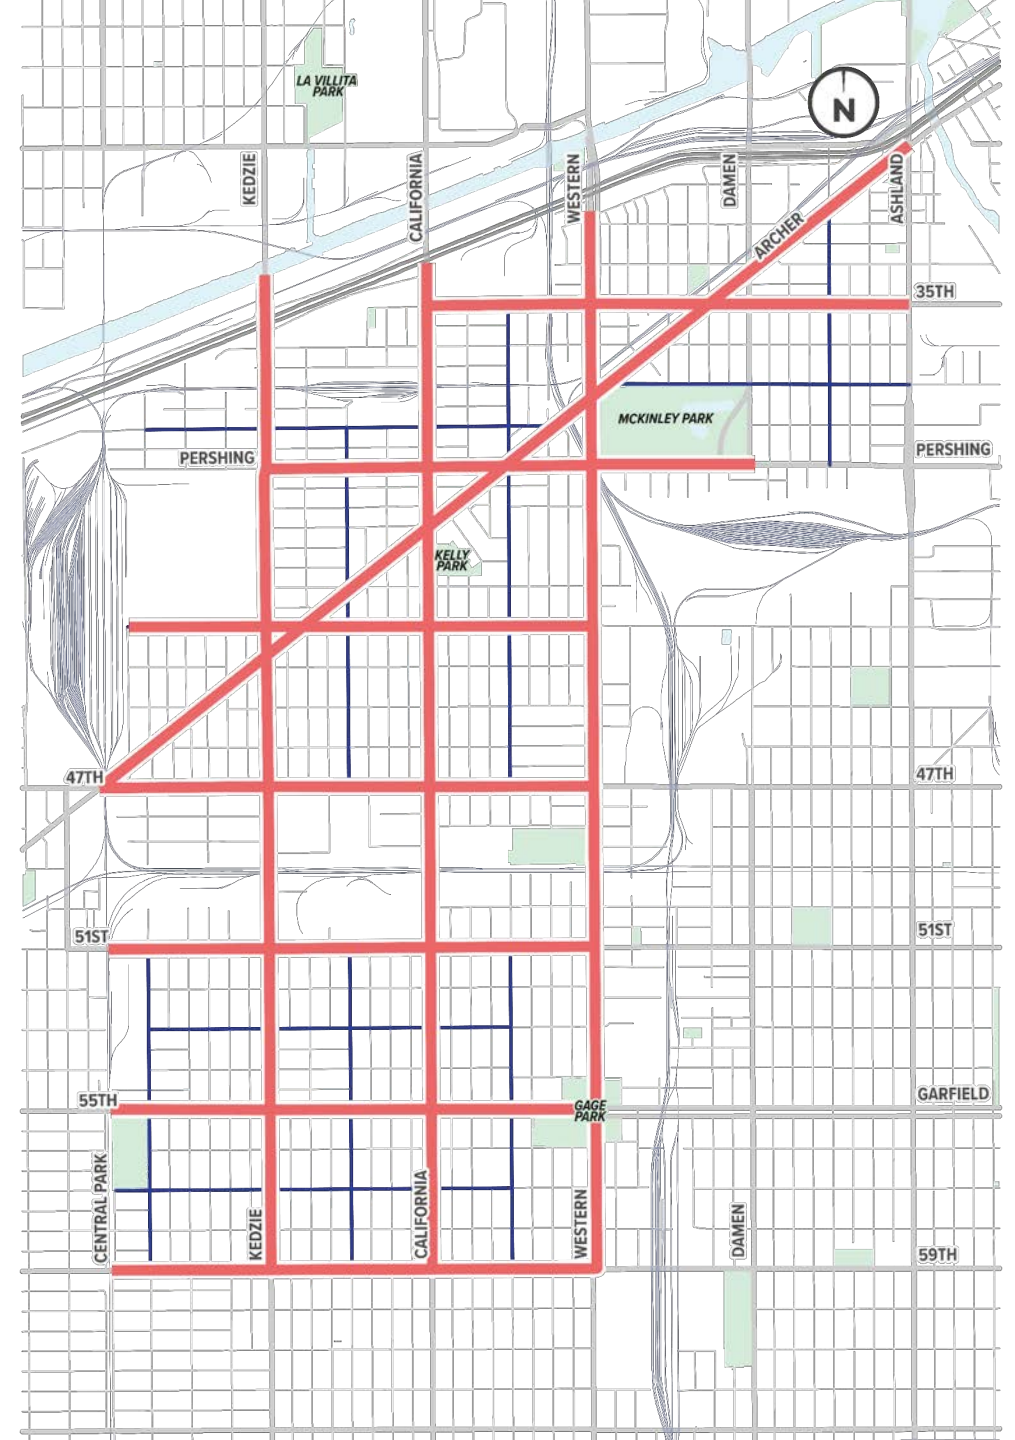 LA VILLITA
PARK
N
KEDZIE
CALIFORNIA
WESTERN
DAMEN
ASHLAND
ARCHER
35TH
MCKINLEY PARK
PERSHING
PERSHING
KELLY
PARK
47TH
47TH
51ST
51ST
55TH
GARFIELD
GAGE
PARK
CENTRAL PARK
KEDZIE
CALIFORNIA
WESTERN
DAMEN
59TH